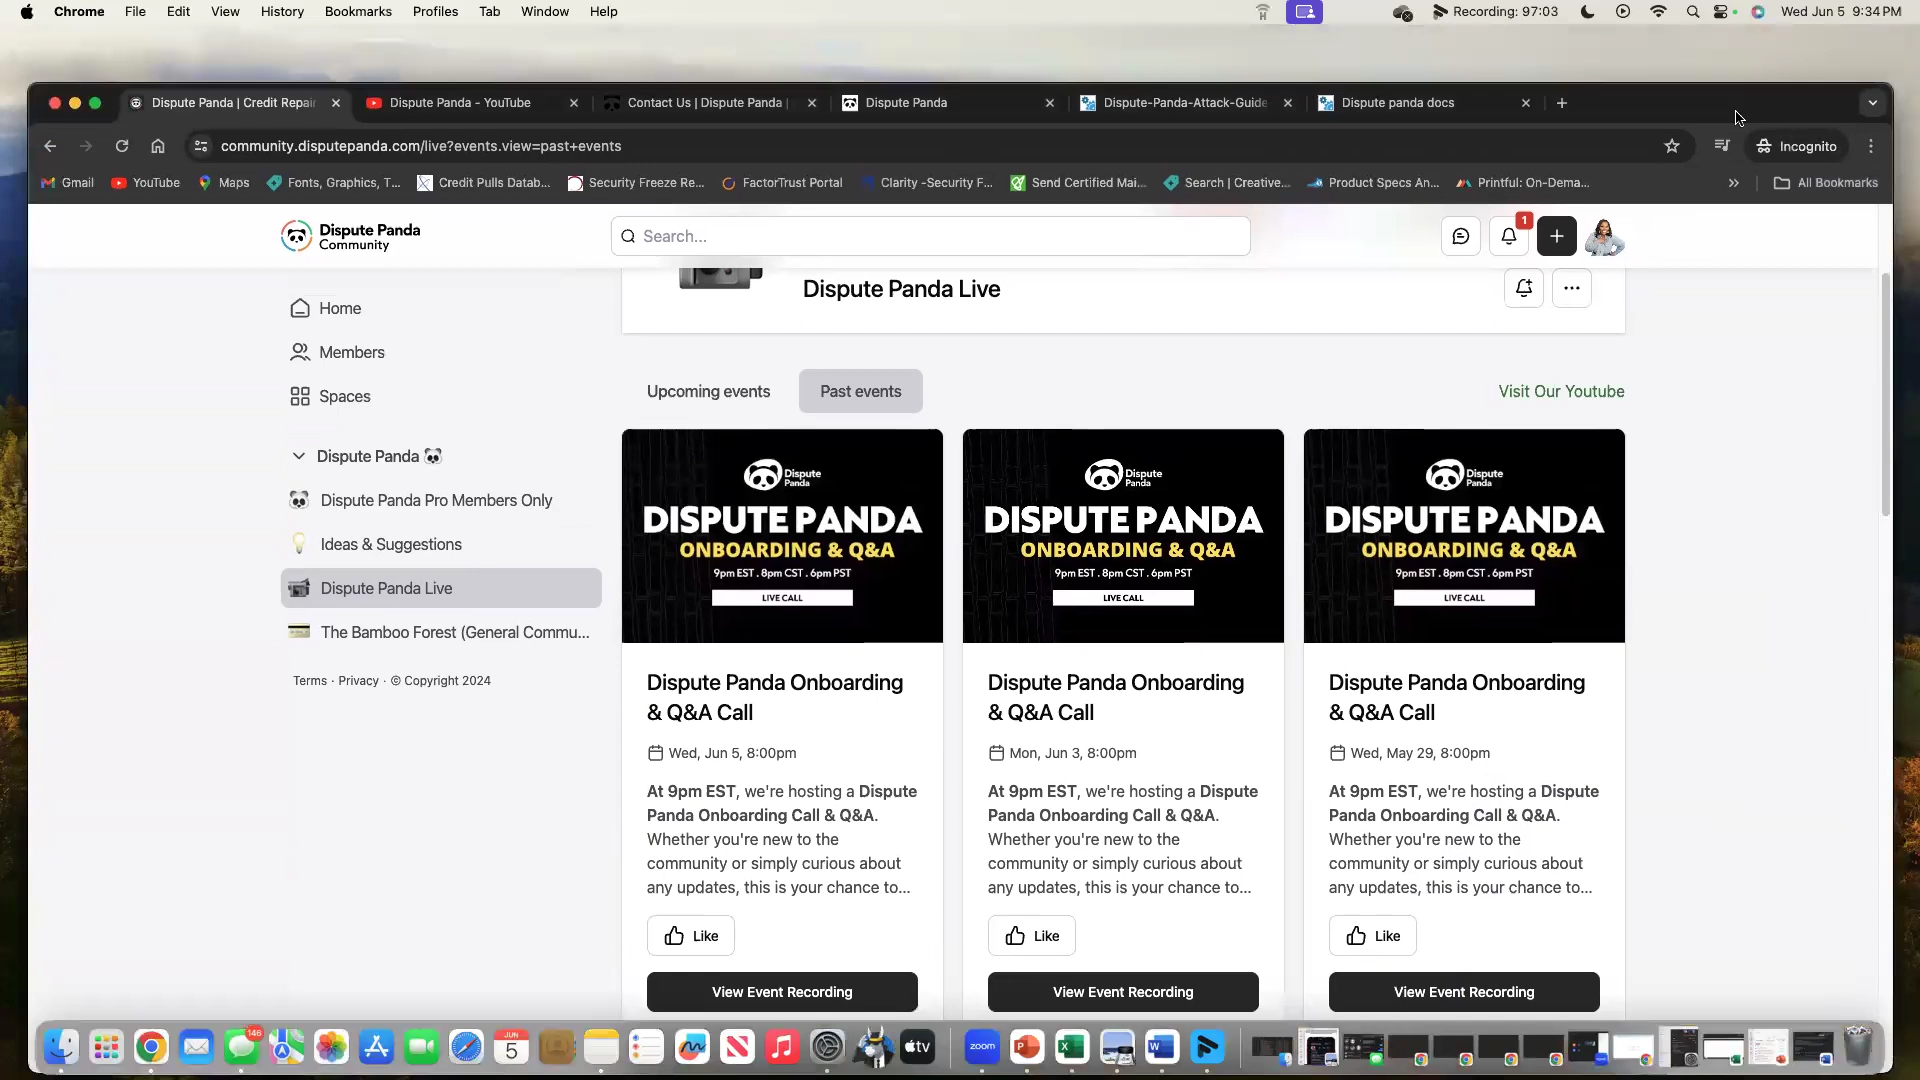 Chrome File Edit View History Bookmarks Profiles Tab Window Help Recording: 97:03 Wed Jun 5 9:34 PM
Dispute Panda | Credit Repair Dispute Panda - YouTube Contact Us | Dispute Panda | Dispute Panda Dispute-Panda-Attack-Guide Dispute panda docs
community.disputepanda.com/live?events.view=past+events Incognito
Gmail YouTube Maps Fonts, Graphics, T... Credit Pulls Datab... Security Freeze Re... FactorTrust Portal Clarity -Security F... Send Certified Mai... Search | Creative... Product Specs An... Printful: On-Dema... All Bookmarks
Dispute Panda
Community
Search...
1
Dispute Panda Live
Home
Members
Spaces
Dispute Panda
Dispute Panda Pro Members Only
Ideas & Suggestions
Dispute Panda Live
The Bamboo Forest (General Commu...
Terms · Privacy · © Copyright 2024
Upcoming events Past events Visit Our Youtube
Dispute
Panda
DISPUTE PANDA
ONBOARDING & Q&A
9pm EST . 8pm CST . 6pm PST
LIVE CALL
Dispute Panda Onboarding
& Q&A Call
Wed, Jun 5, 8:00pm
At 9pm EST, we're hosting a Dispute
Panda Onboarding Call & Q&A.
Whether you're new to the
community or simply curious about
any updates, this is your chance to...
Like
View Event Recording
Dispute
Panda
DISPUTE PANDA
ONBOARDING & Q&A
9pm EST . 8pm CST . 6pm PST
LIVE CALL
Dispute Panda Onboarding
& Q&A Call
Mon, Jun 3, 8:00pm
At 9pm EST, we're hosting a Dispute
Panda Onboarding Call & Q&A.
Whether you're new to the
community or simply curious about
any updates, this is your chance to...
Like
View Event Recording
Dispute
Panda
DISPUTE PANDA
ONBOARDING & Q&A
9pm EST . 8pm CST . 6pm PST
LIVE CALL
Dispute Panda Onboarding
& Q&A Call
Wed, May 29, 8:00pm
At 9pm EST, we're hosting a Dispute
Panda Onboarding Call & Q&A.
Whether you're new to the
community or simply curious about
any updates, this is your chance to...
Like
View Event Recording
146
JUN
5
tv
zoom
P
X
W